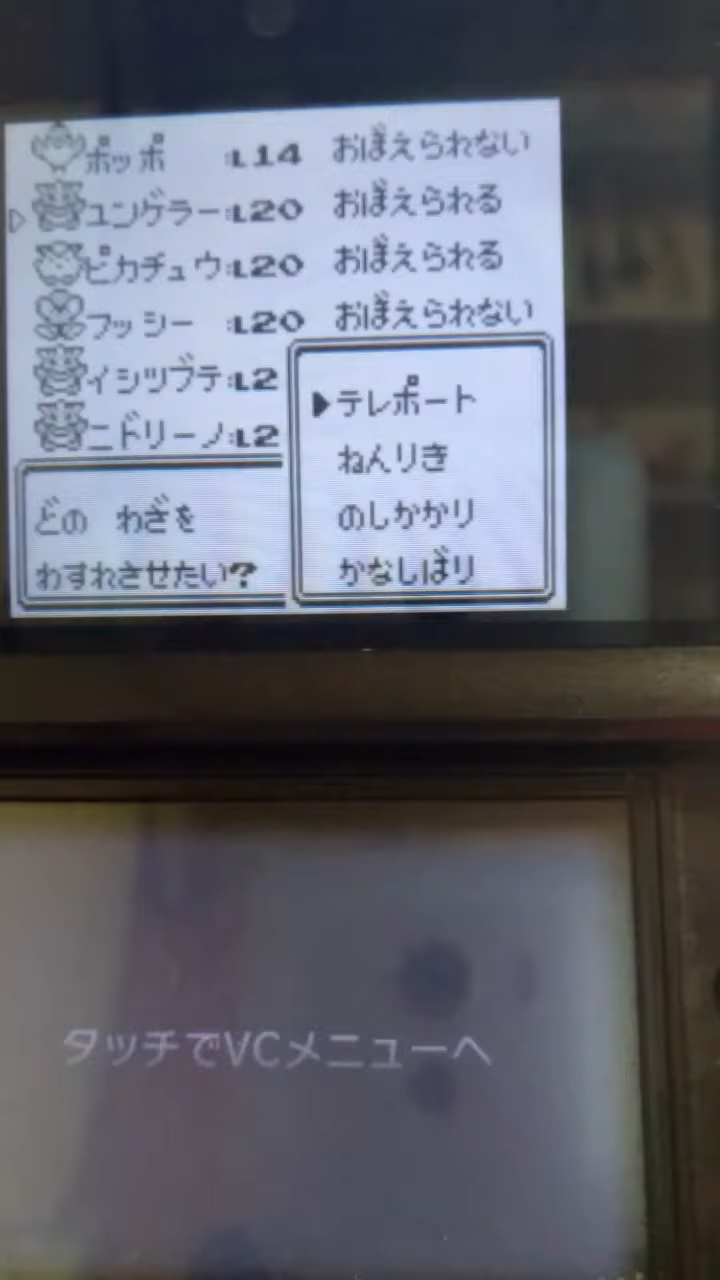 ポッポ :L14 おぼえられない
▷ユンゲラー:L20 おぼえられる
ピカチュウ:L20 おぼえられる
フッシー :L20 おぼえられない
イシツブテ:L2
ニドリーノ:L2
どの わざを
わすれさせたい?
▶テレポート
ねんりき
のしかかり
かなしばり
タッチでVCメニューへ